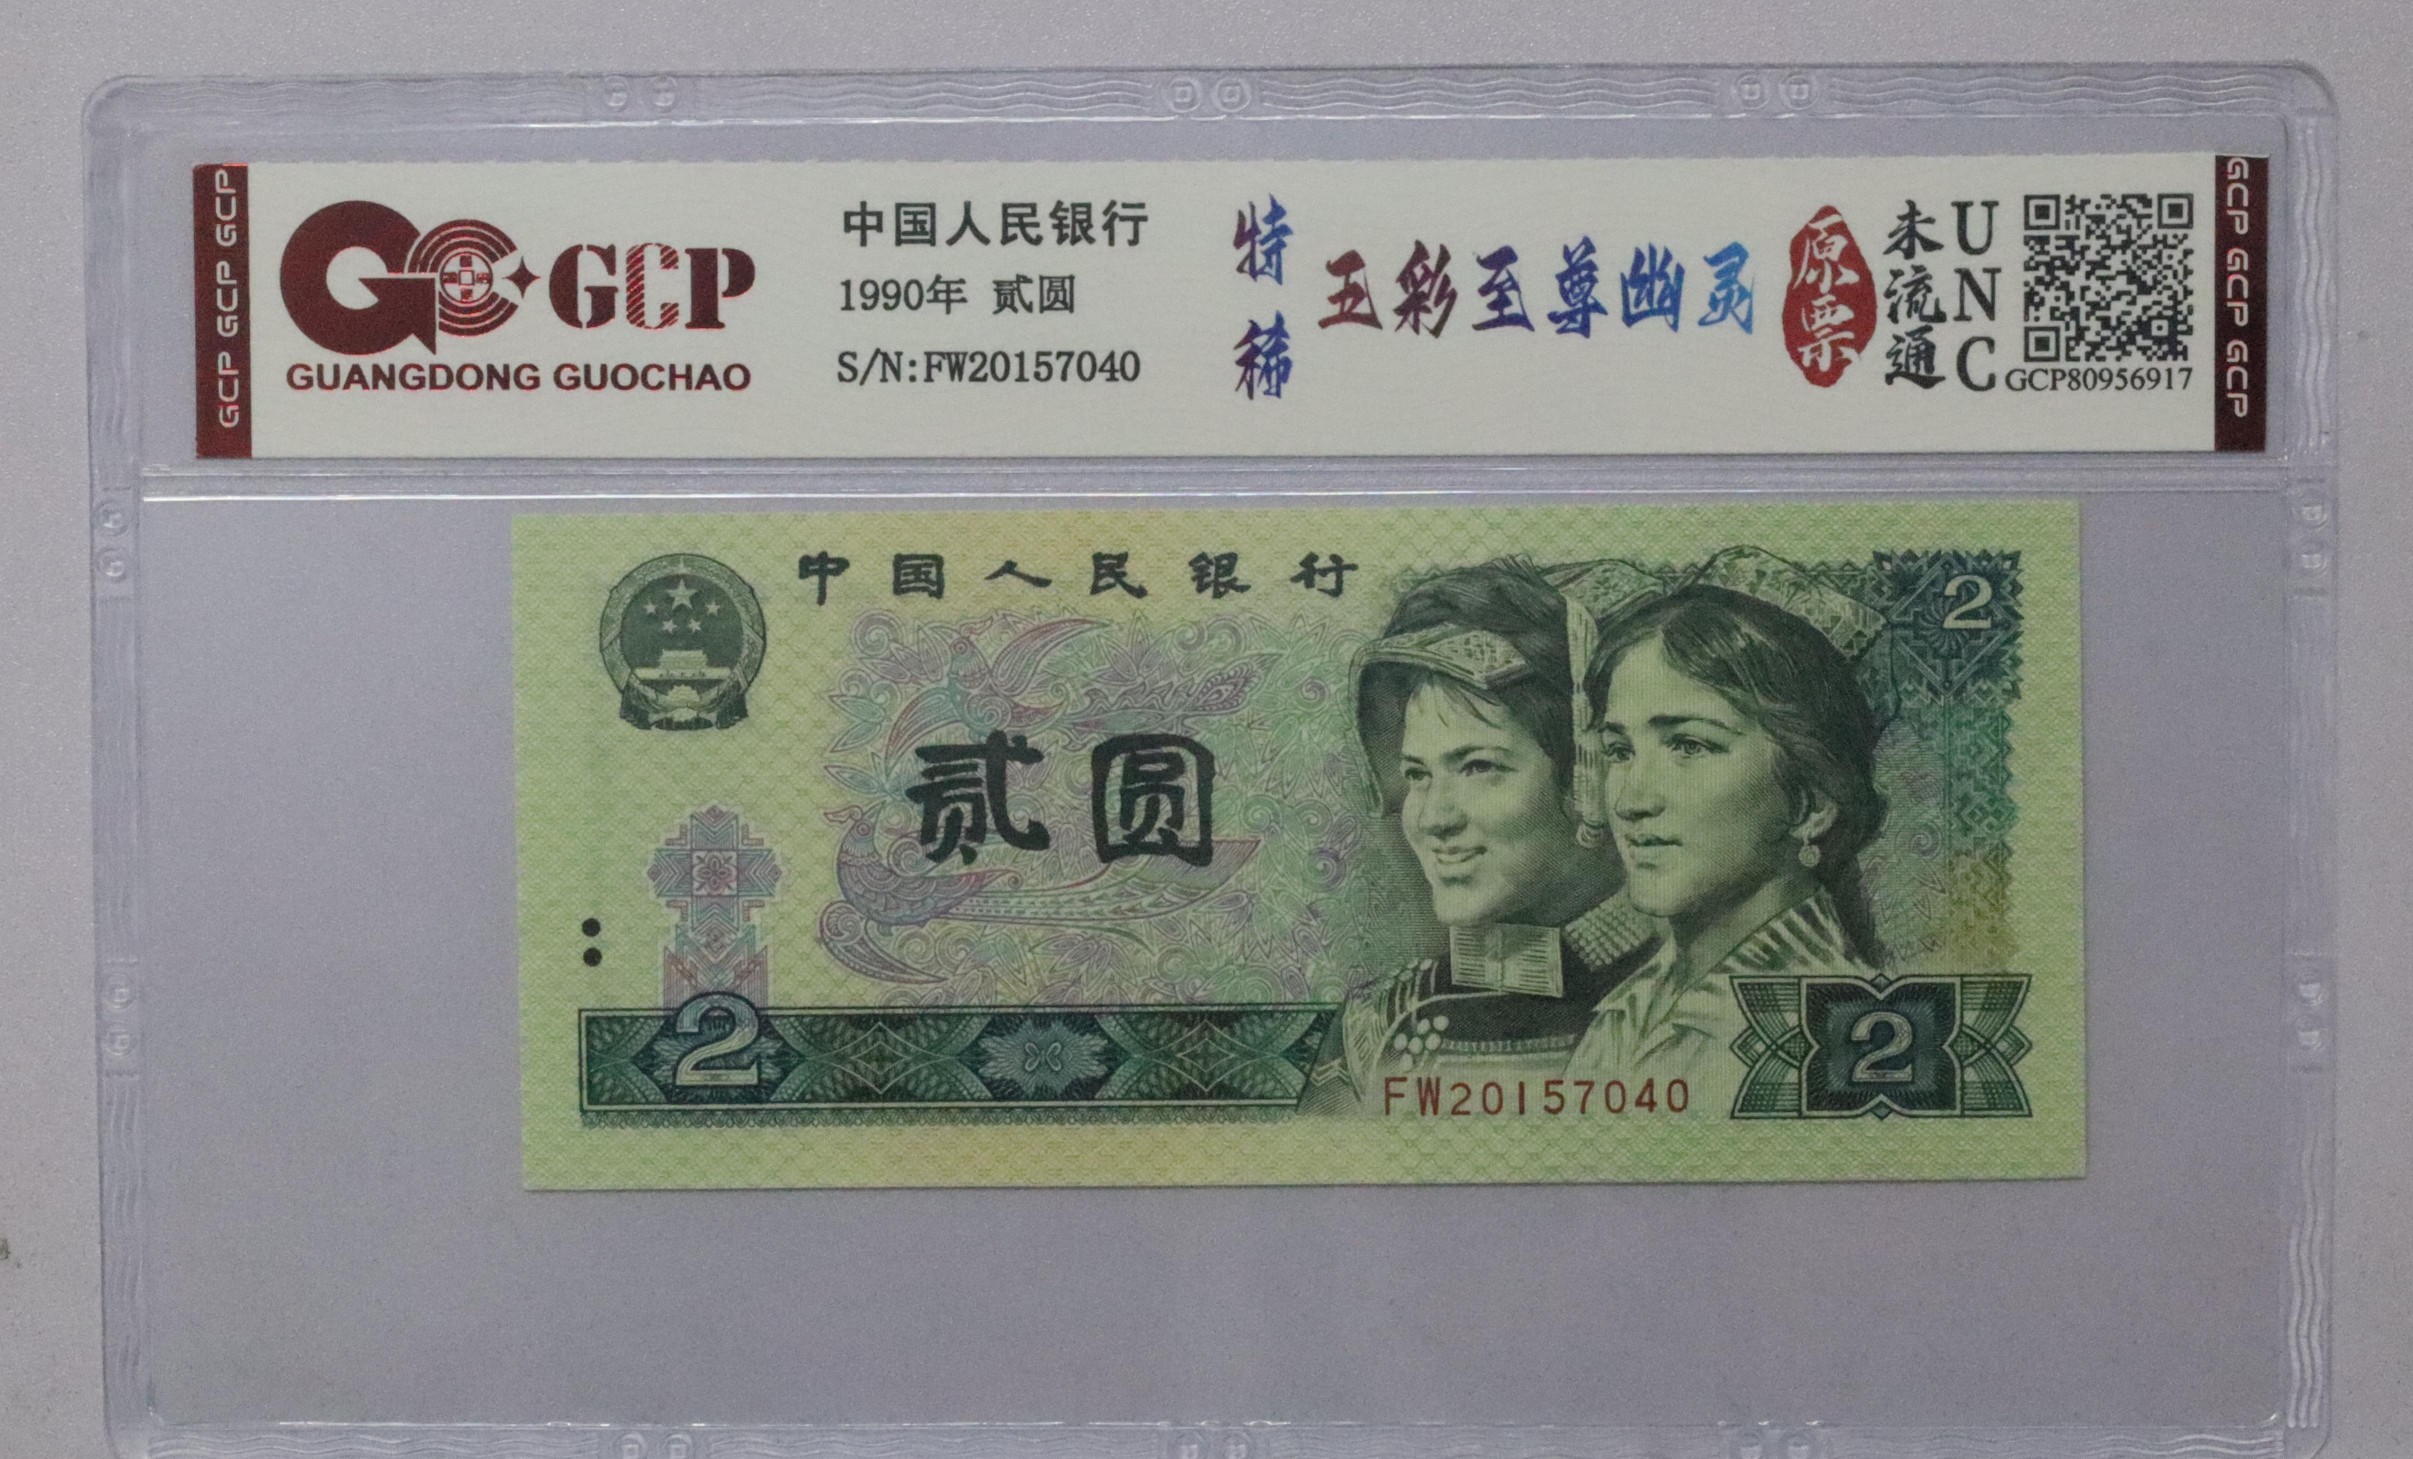 GCP GCP GCP
GCP
GUANGDONG GUOCHAO
中国人民银行
1990年 贰圆
S/N:FW20157040
特稀
五彩至尊幽灵
原票
未流通
UNC
GCP80956917
GCP GCP GCP
中国人民银行
2
贰圆
2
FW20157040
2